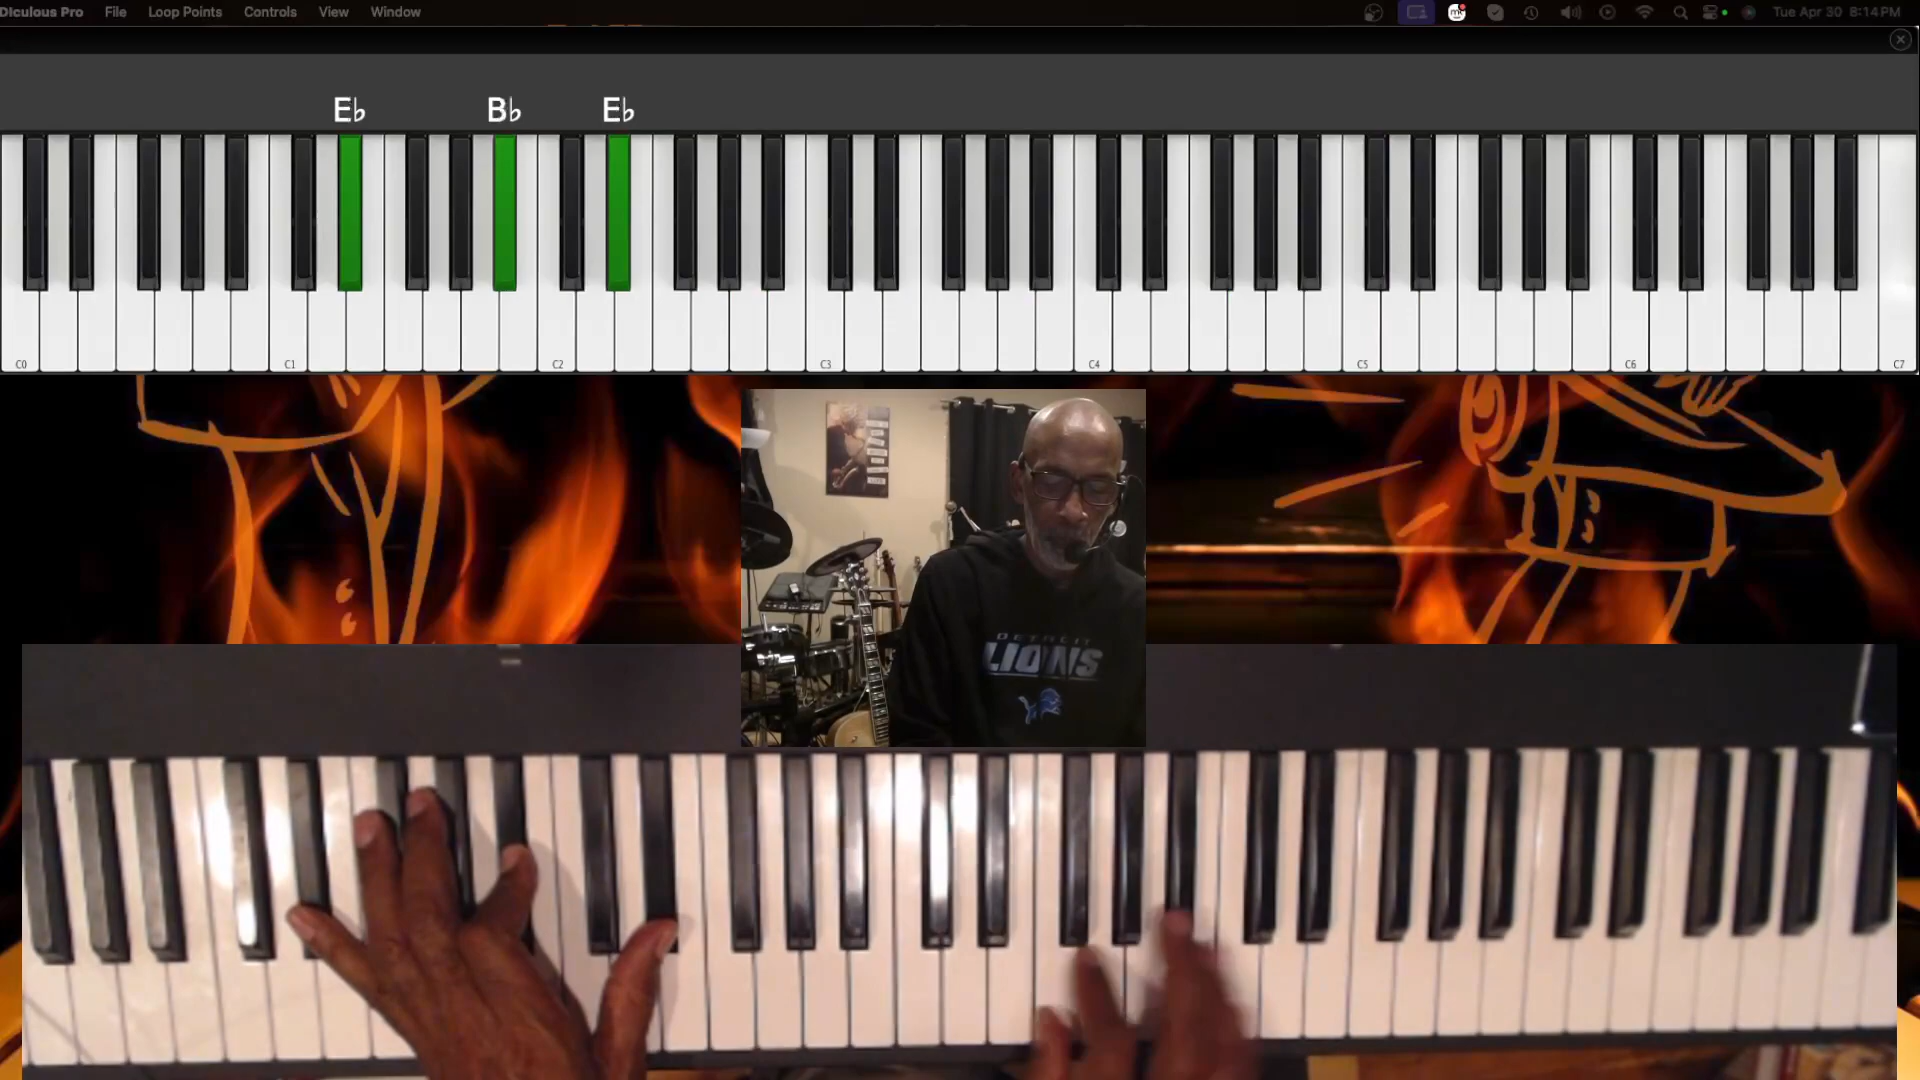 Diculous Pro File Loop Points Controls View Window Tue Apr 30 8:14 PM
E♭ B♭ E♭
C0 C1 C2 C3 C4 C5 C6 C7
DETROIT
LIONS